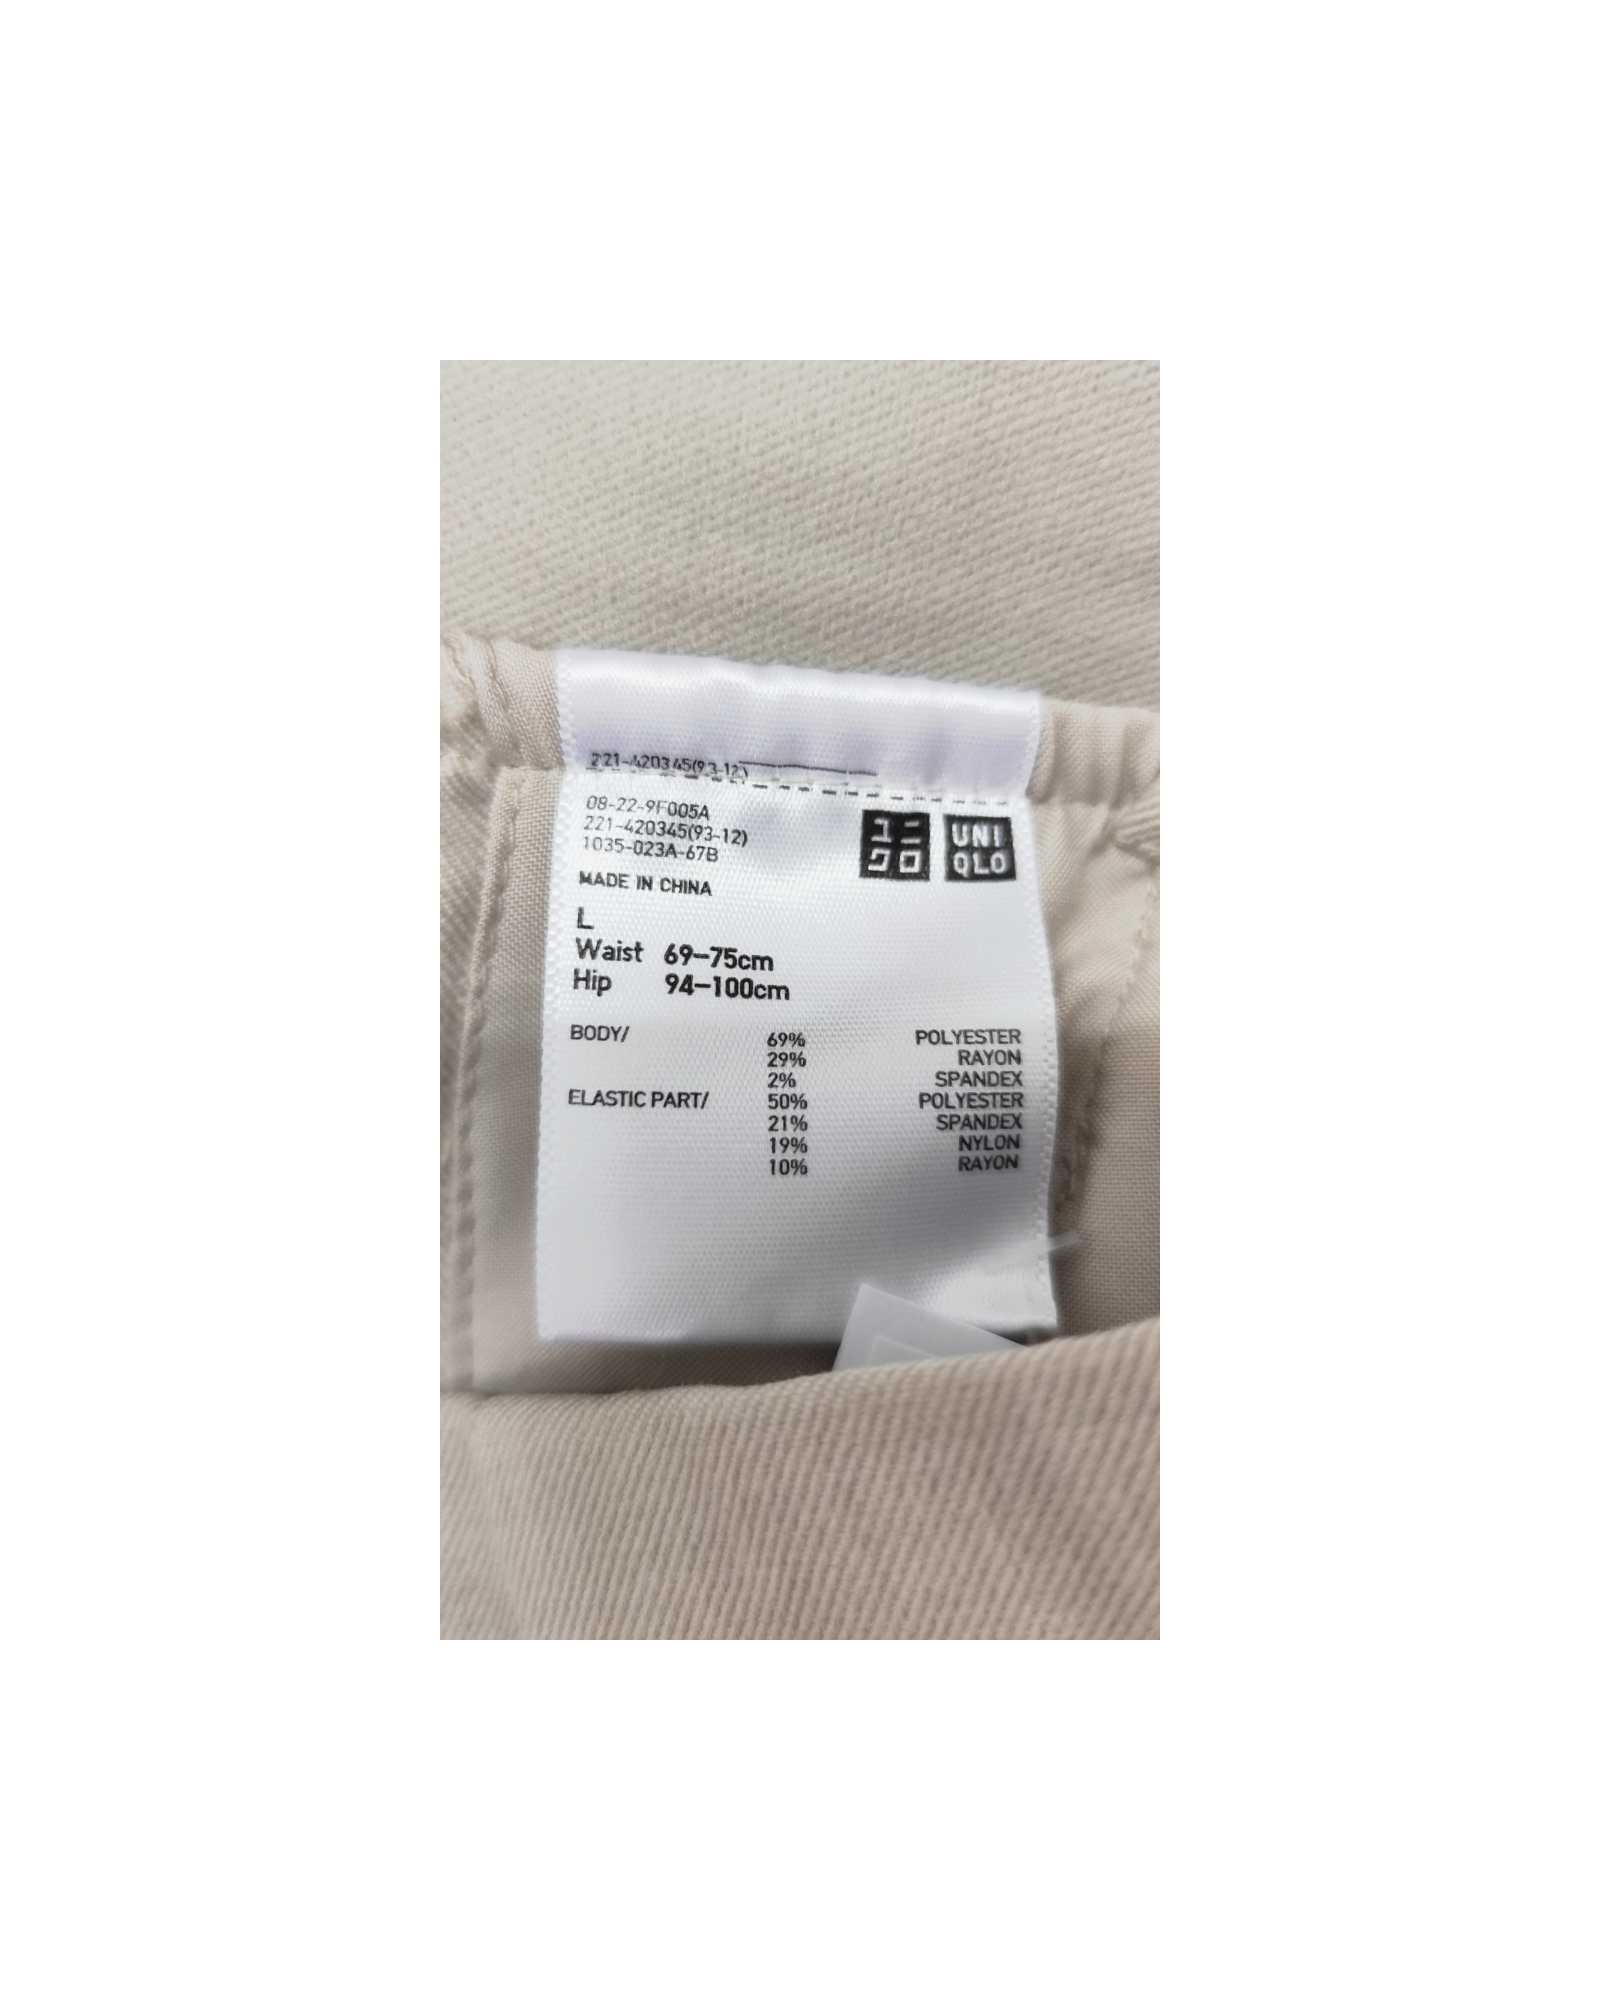 221-420345(93-12)
08-22-9F005A
221-420345(93-12)
1035-023A-67B
ユニ
クロ
UNI
QLO
MADE IN CHINA
L
Waist 69-75cm
Hip 94-100cm
BODY/ 69% POLYESTER
29% RAYON
2% SPANDEX
ELASTIC PART/ 50% POLYESTER
21% SPANDEX
19% NYLON
10% RAYON